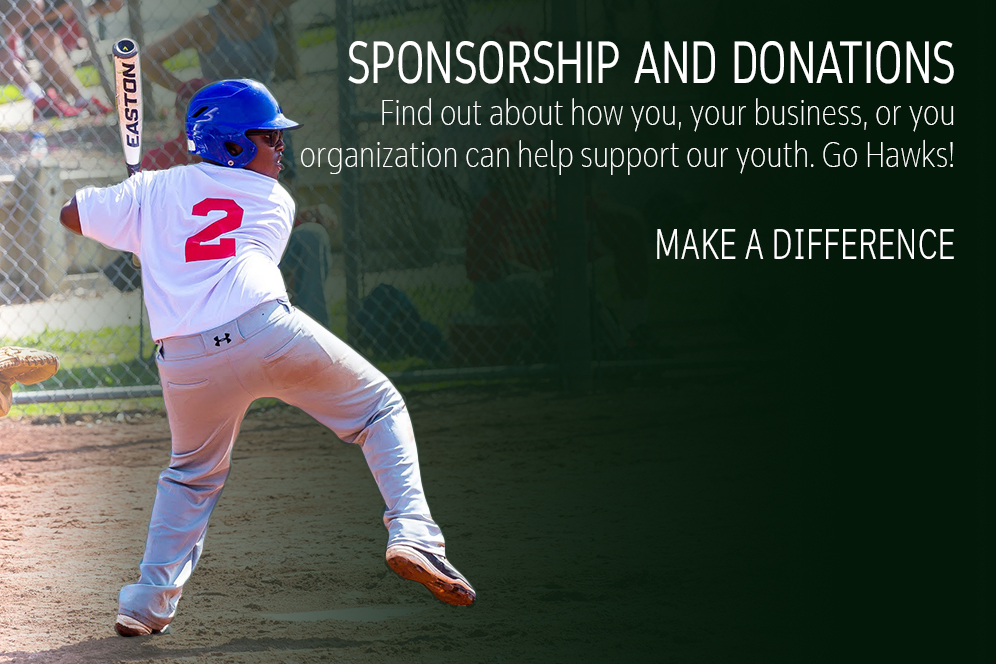 SPONSORSHIP AND DONATIONS
Find out about how you, your business, or you
organization can help support our youth. Go Hawks!
MAKE A DIFFERENCE
EASTON
2